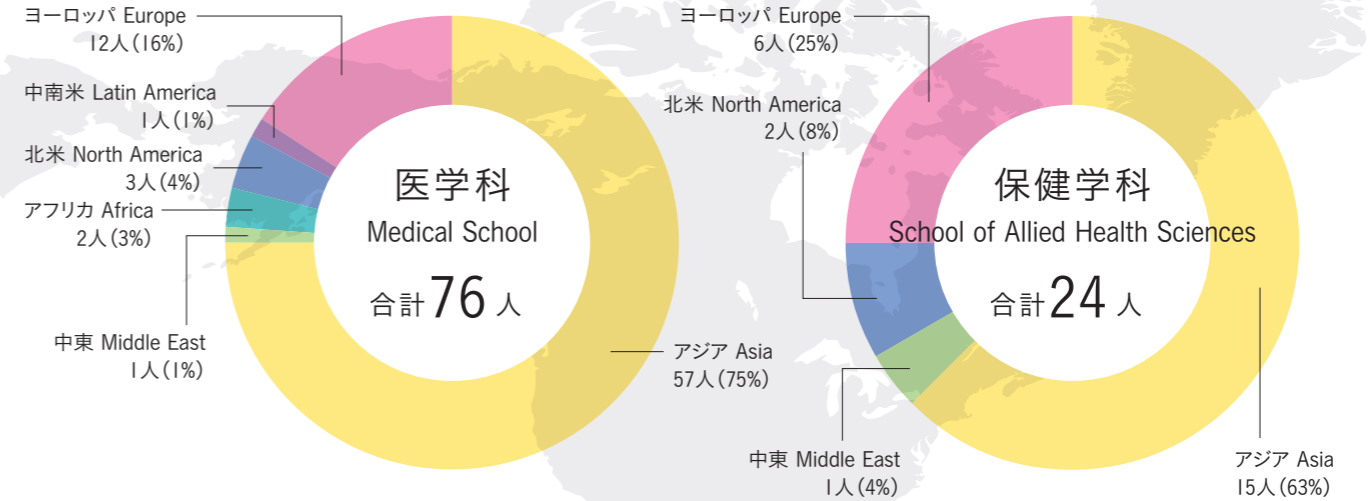 ヨーロッパ Europe
12人(16%)
中南米 Latin America
1人(1%)
北米 North America
3人(4%)
アフリカ Africa
2人(3%)
中東 Middle East
1人(1%)
アジア Asia
57人(75%)
医学科
Medical School
合計76人
ヨーロッパ Europe
6人(25%)
北米 North America
2人(8%)
中東 Middle East
1人(4%)
アジア Asia
15人(63%)
保健学科
School of Allied Health Sciences
合計24人